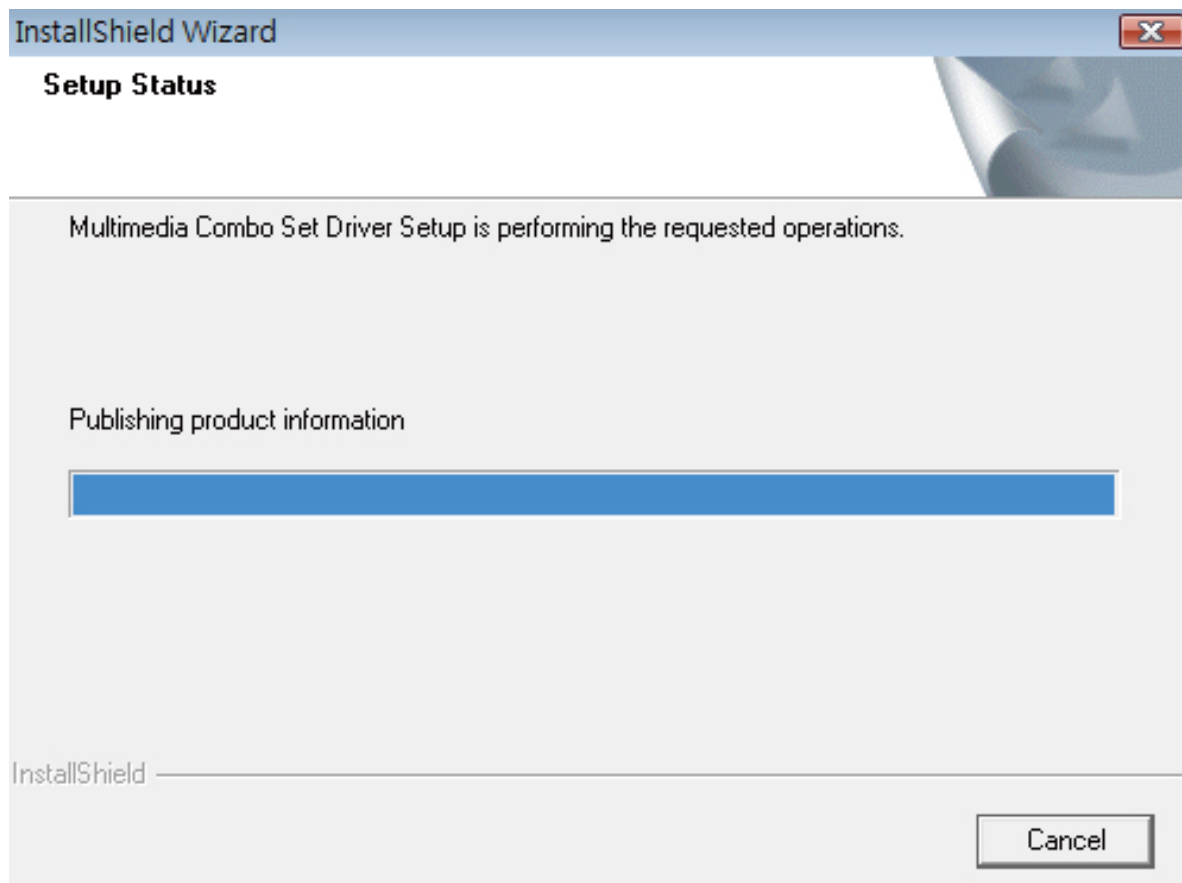 InstallShield Wizard
Setup Status
Multimedia Combo Set Driver Setup is performing the requested operations.
Publishing product information
InstallShield
Cancel